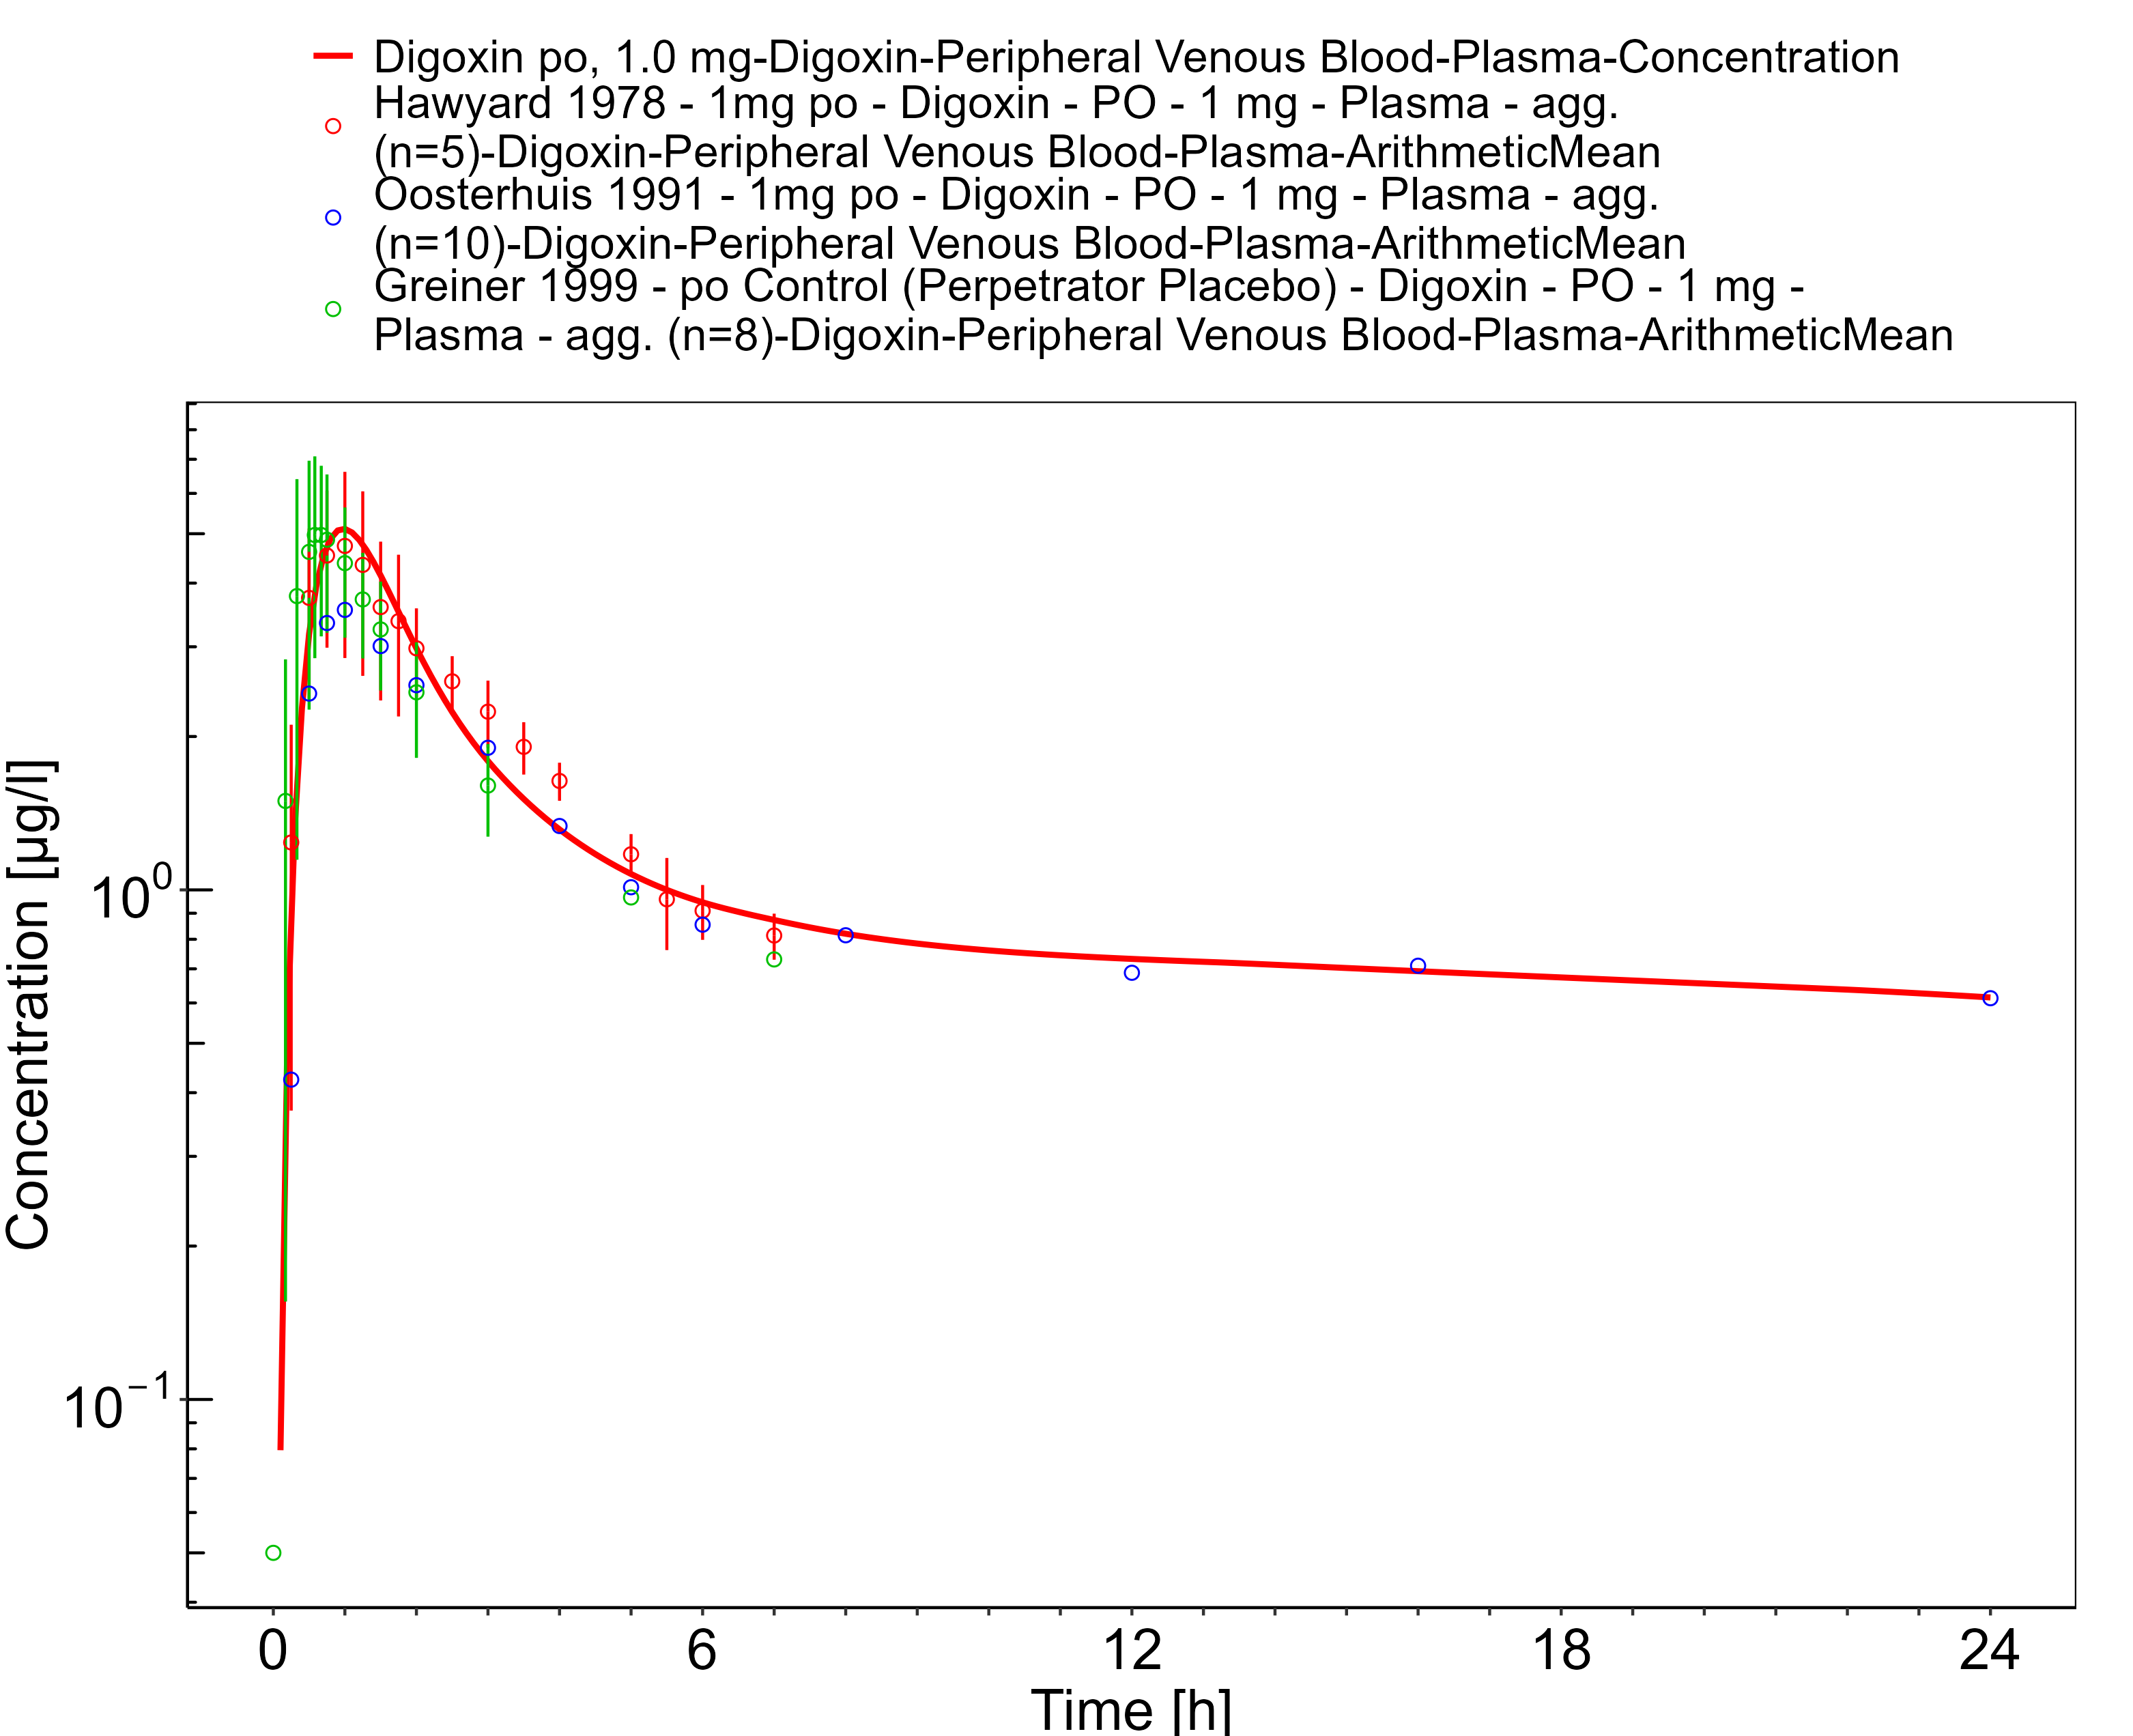 Digoxin po, 1.0 mg-Digoxin-Peripheral Venous Blood-Plasma-Concentration
Hawyard 1978 - 1mg po - Digoxin - PO - 1 mg - Plasma - agg.
(n=5)-Digoxin-Peripheral Venous Blood-Plasma-ArithmeticMean
Oosterhuis 1991 - 1mg po - Digoxin - PO - 1 mg - Plasma - agg.
(n=10)-Digoxin-Peripheral Venous Blood-Plasma-ArithmeticMean
Greiner 1999 - po Control (Perpetrator Placebo) - Digoxin - PO - 1 mg -
Plasma - agg. (n=8)-Digoxin-Peripheral Venous Blood-Plasma-ArithmeticMean
Concentration [µg/l]
10⁰
10⁻¹
0 6 12 18 24
Time [h]